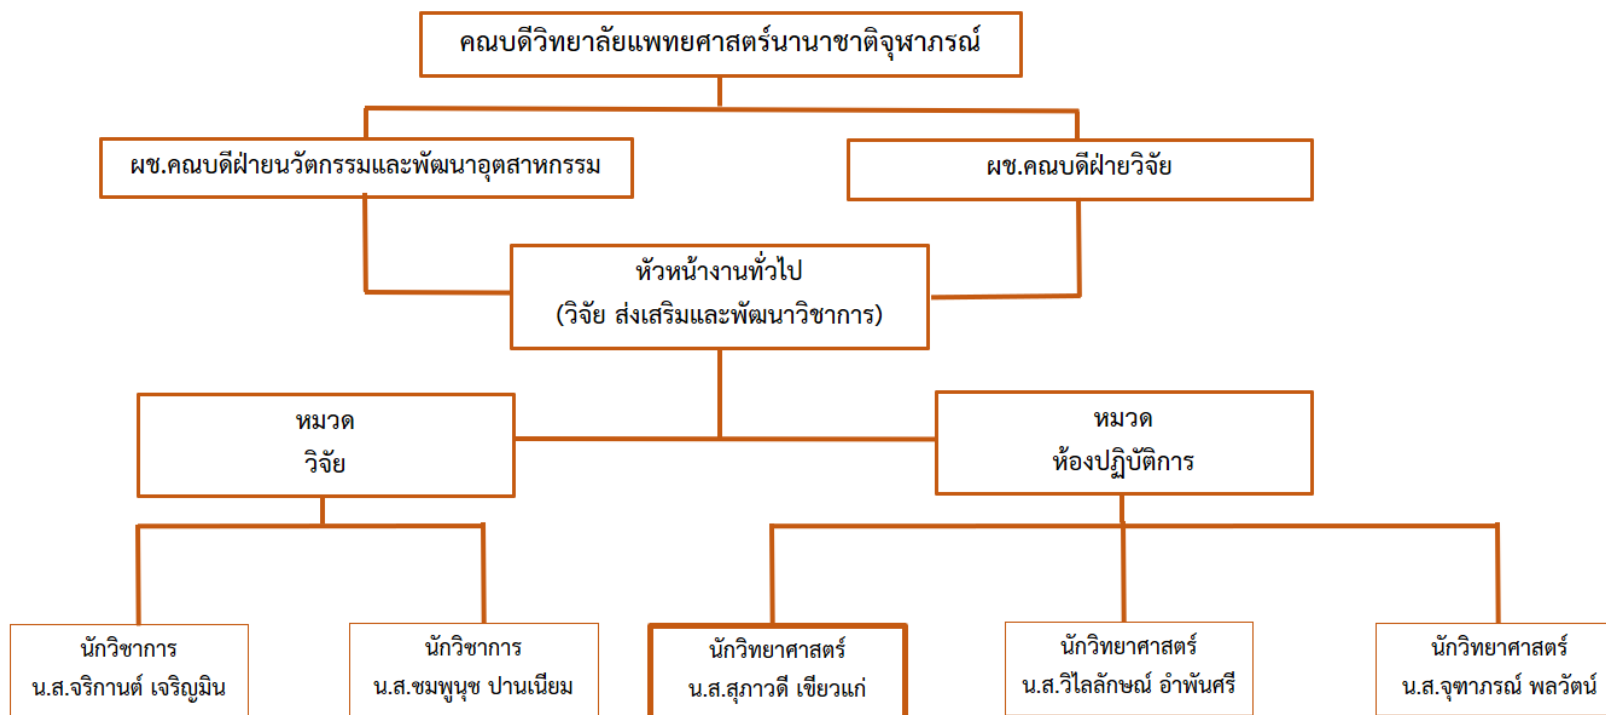 คณบดีวิทยาลัยแพทยศาสตร์นานาชาติจุฬาภรณ์
ผช.คณบดีฝ่ายนวัตกรรมและพัฒนาอุตสาหกรรม
ผช.คณบดีฝ่ายวิจัย
หัวหน้างานทั่วไป
(วิจัย ส่งเสริมและพัฒนาวิชาการ)
หมวด
วิจัย
หมวด
ห้องปฏิบัติการ
นักวิชาการ
น.ส.จริกานต์ เจริญมิน
นักวิชาการ
น.ส.ชมพูนุช ปานเนียม
นักวิทยาศาสตร์
น.ส.สุภาวดี เขียวแก่
นักวิทยาศาสตร์
น.ส.วิไลลักษณ์ อำพันศรี
นักวิทยาศาสตร์
น.ส.จุฑาภรณ์ พลวัตน์